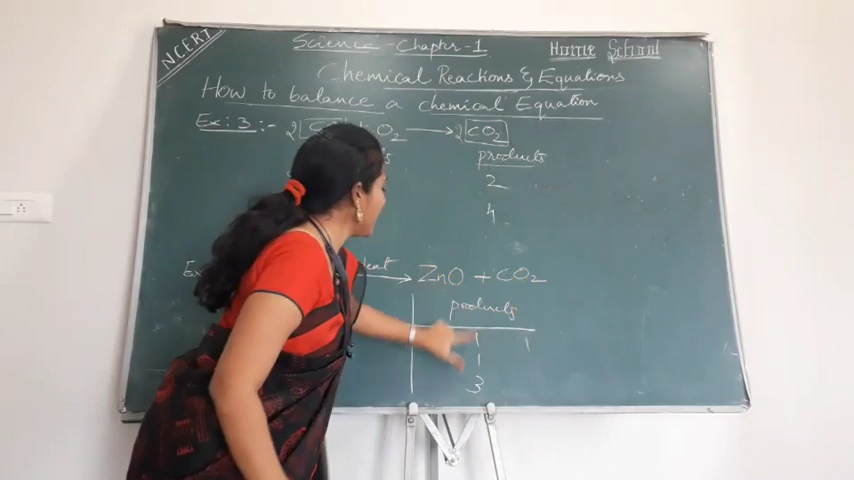 NCERT
Science - Chapter-1
Home School
Chemical Reactions & Equations
How to balance a chemical Equation
Ex: 3 :- 2 O2 → 2 CO2
products
2
4
Ex heat → ZnO + CO2
products
1 1
1
3